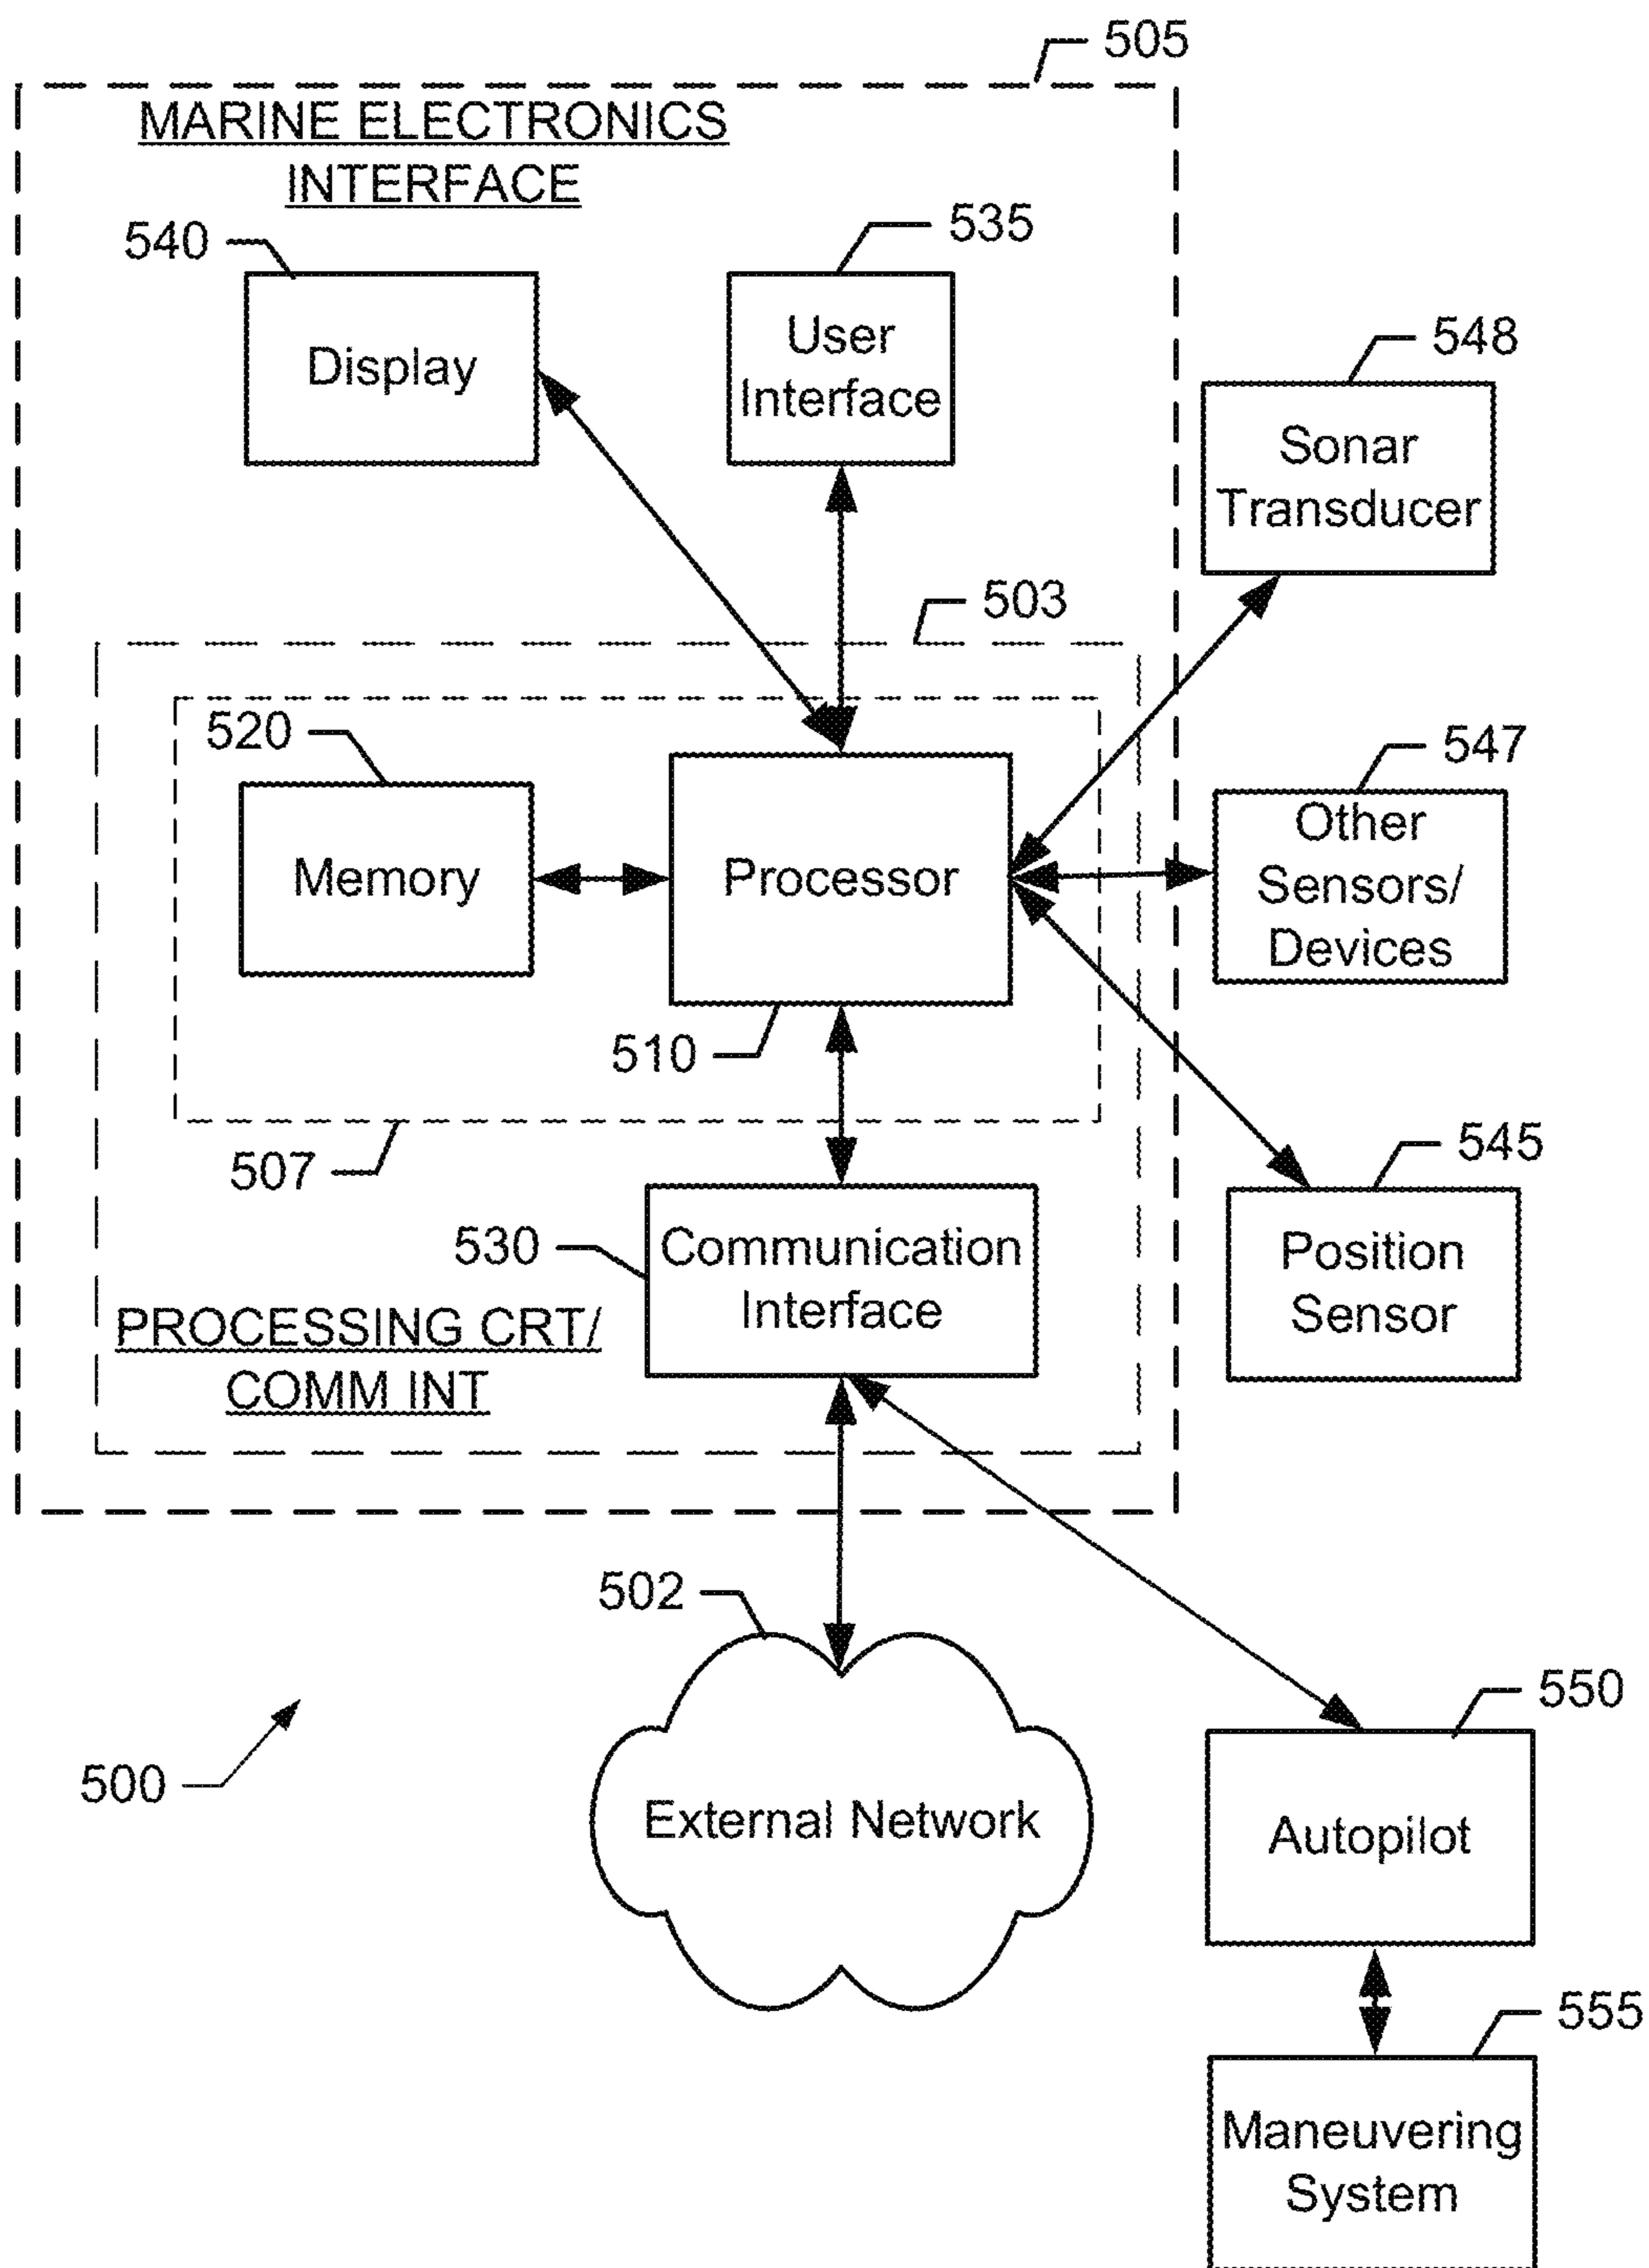 505
MARINE ELECTRONICS
INTERFACE
540
535
Display
User
Interface
548
Sonar
Transducer
503
520
547
Memory
Processor
Other
Sensors/
Devices
510
507
545
530
Communication
Interface
Position
Sensor
PROCESSING CRT/
COMM INT
502
550
500
External Network
Autopilot
555
Maneuvering
System